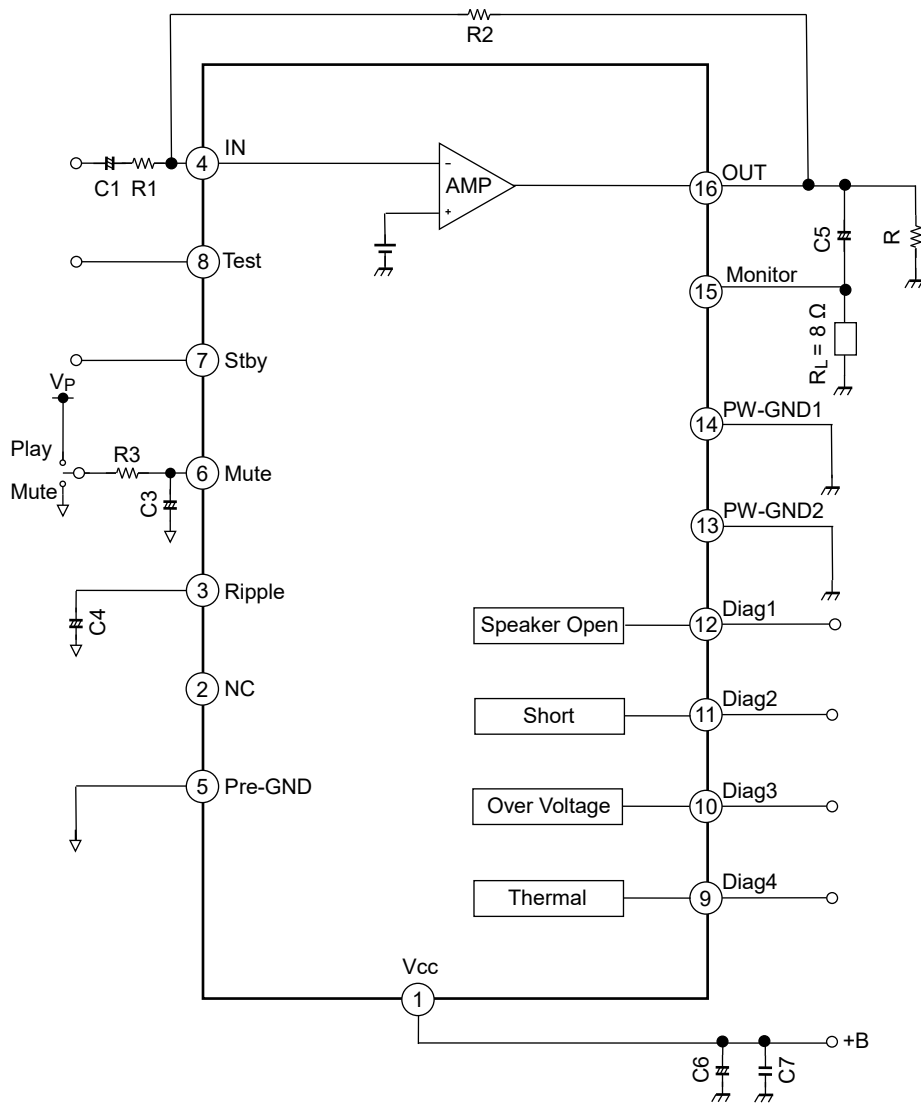 R2
4
IN
C1
R1
AMP
−
+
16
OUT
C5
R
8
Test
15
Monitor
RL = 8 Ω
7
Stby
VP
Play
Mute
R3
C3
6
Mute
14
PW-GND1
13
PW-GND2
C4
3
Ripple
Speaker Open
12
Diag1
2
NC
Short
11
Diag2
5
Pre-GND
Over Voltage
10
Diag3
Thermal
9
Diag4
Vcc
1
C6
C7
+B